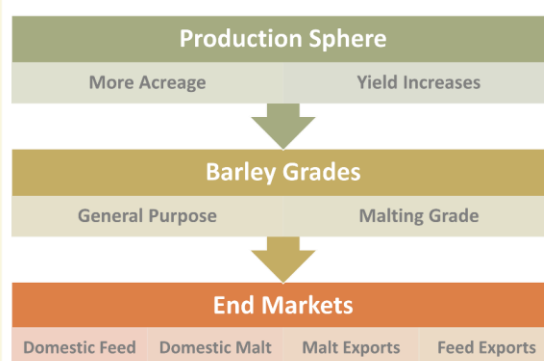 Production Sphere
More Acreage Yield Increases
Barley Grades
General Purpose Malting Grade
End Markets
Domestic Feed Domestic Malt Malt Exports Feed Exports